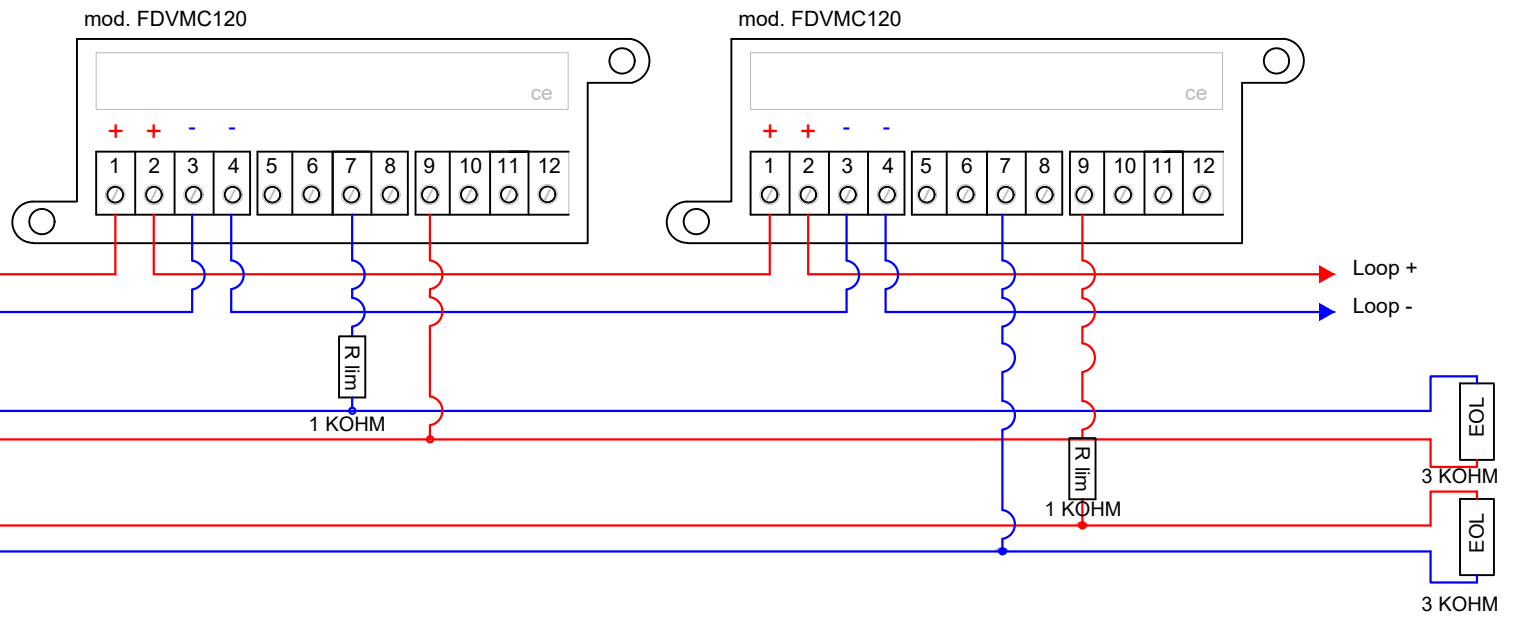 mod. FDVMC120
mod. FDVMC120
ce
ce
+ + - -
+ + - -
1 2 3 4 5 6 7 8 9 10 11 12
1 2 3 4 5 6 7 8 9 10 11 12
Loop +
Loop -
R lim
1 KOHM
EOL
3 KOHM
R lim
1 KOHM
EOL
3 KOHM